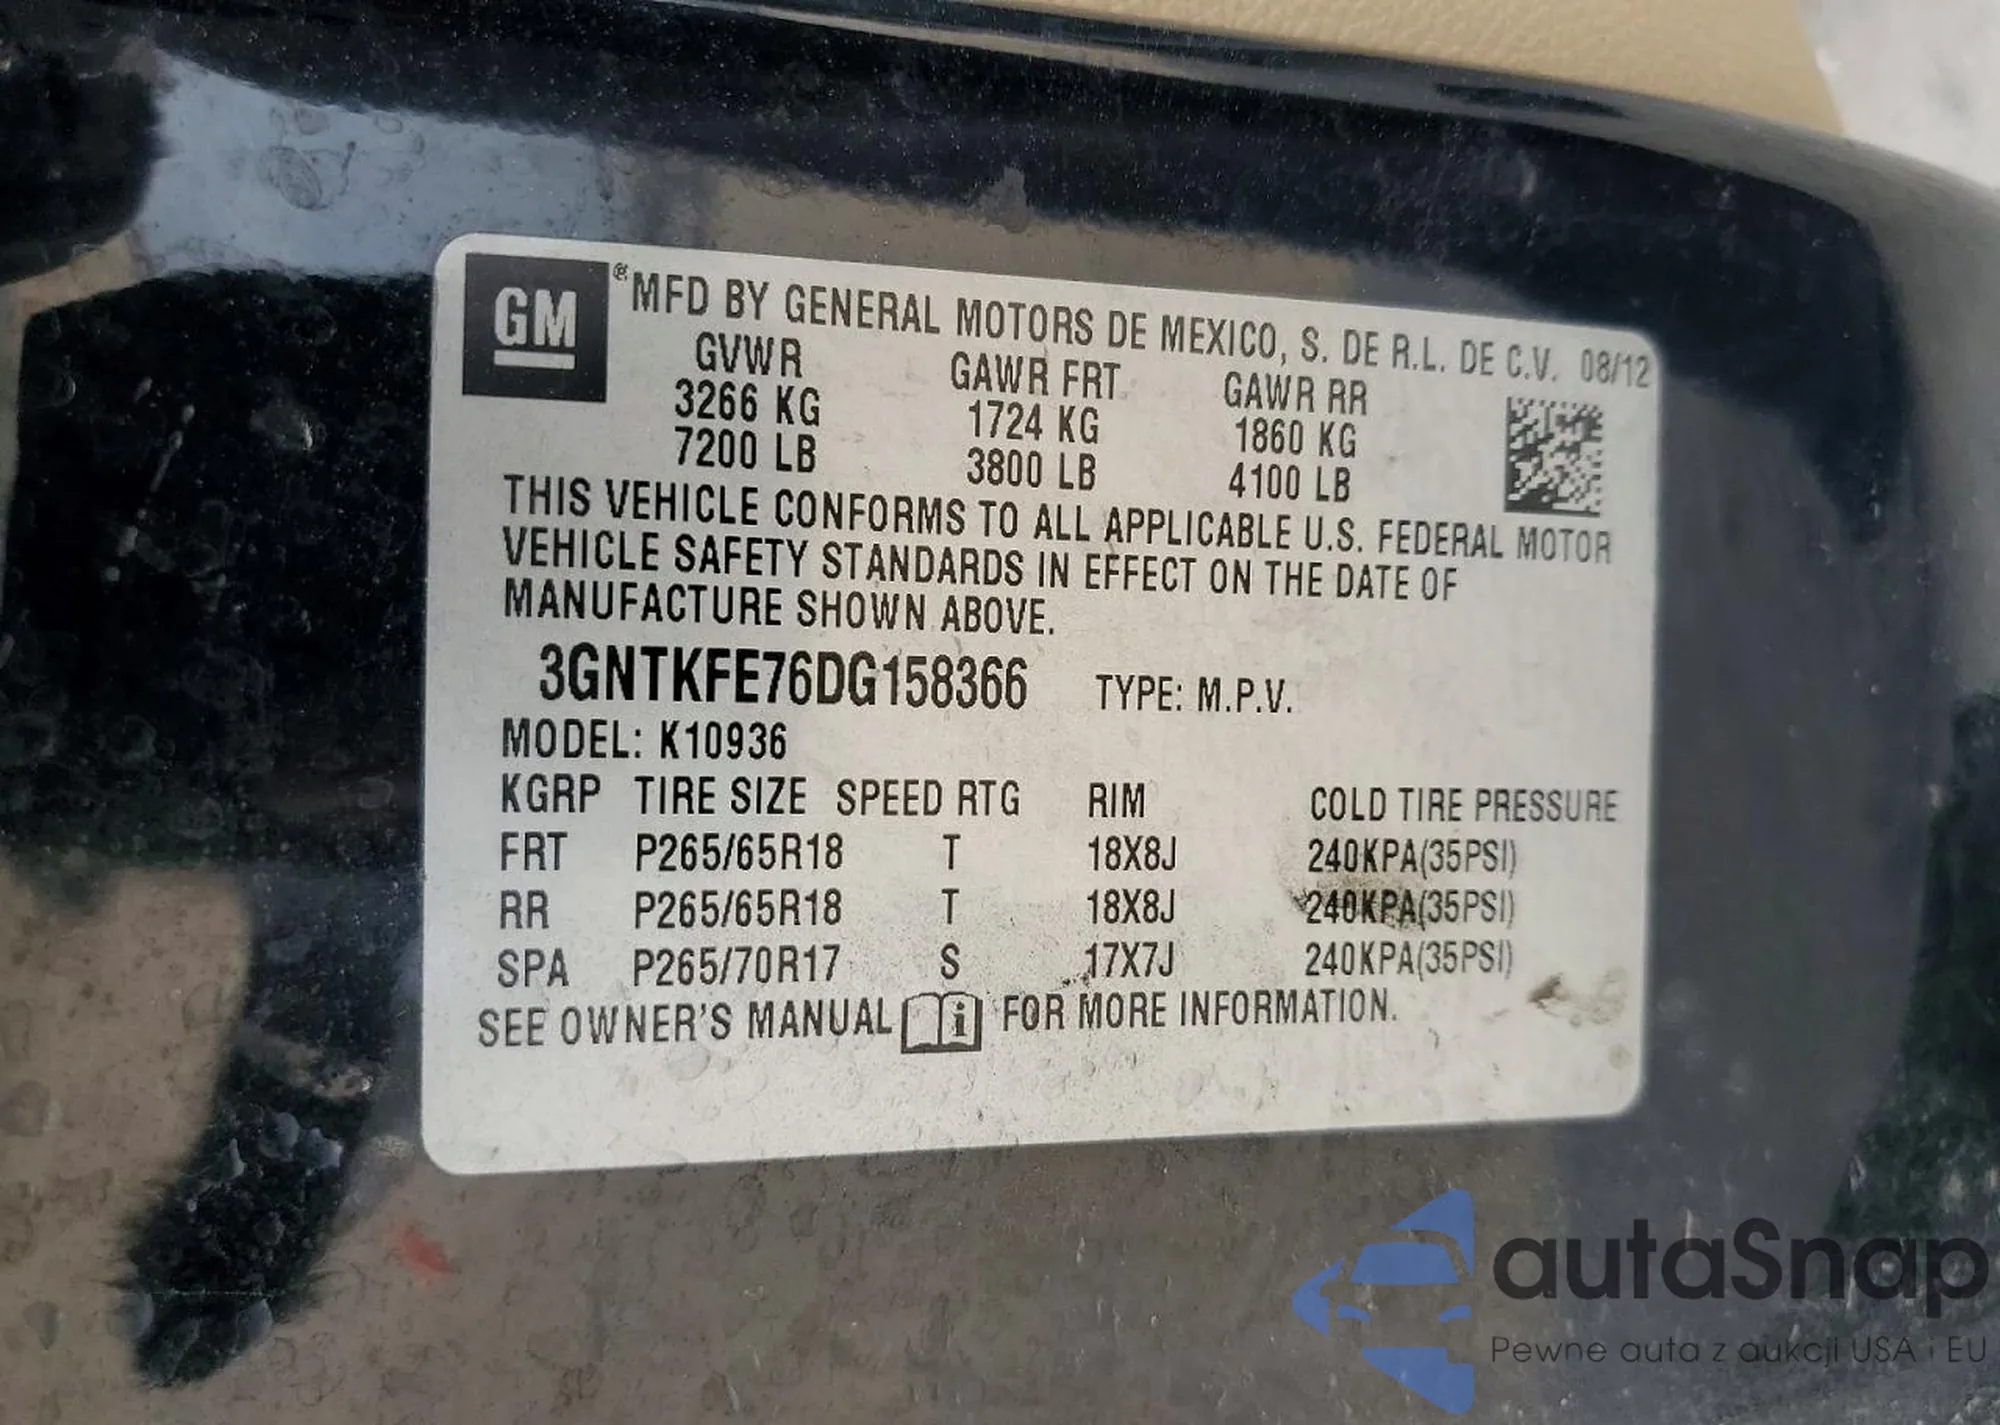 GM ® MFD BY GENERAL MOTORS DE MEXICO, S. DE R.L. DE C.V. 08/12
GVWR GAWR FRT GAWR RR
3266 KG 1724 KG 1860 KG
7200 LB 3800 LB 4100 LB
THIS VEHICLE CONFORMS TO ALL APPLICABLE U.S. FEDERAL MOTOR
VEHICLE SAFETY STANDARDS IN EFFECT ON THE DATE OF
MANUFACTURE SHOWN ABOVE.
3GNTKFE76DG158366 TYPE: M.P.V.
MODEL: K10936
KGRP TIRE SIZE SPEED RTG RIM COLD TIRE PRESSURE
FRT P265/65R18 T 18X8J 240KPA(35PSI)
RR P265/65R18 T 18X8J 240KPA(35PSI)
SPA P265/70R17 S 17X7J 240KPA(35PSI)
SEE OWNER'S MANUAL i FOR MORE INFORMATION.
autaSnap
Pewne auta z aukcji USA i EU